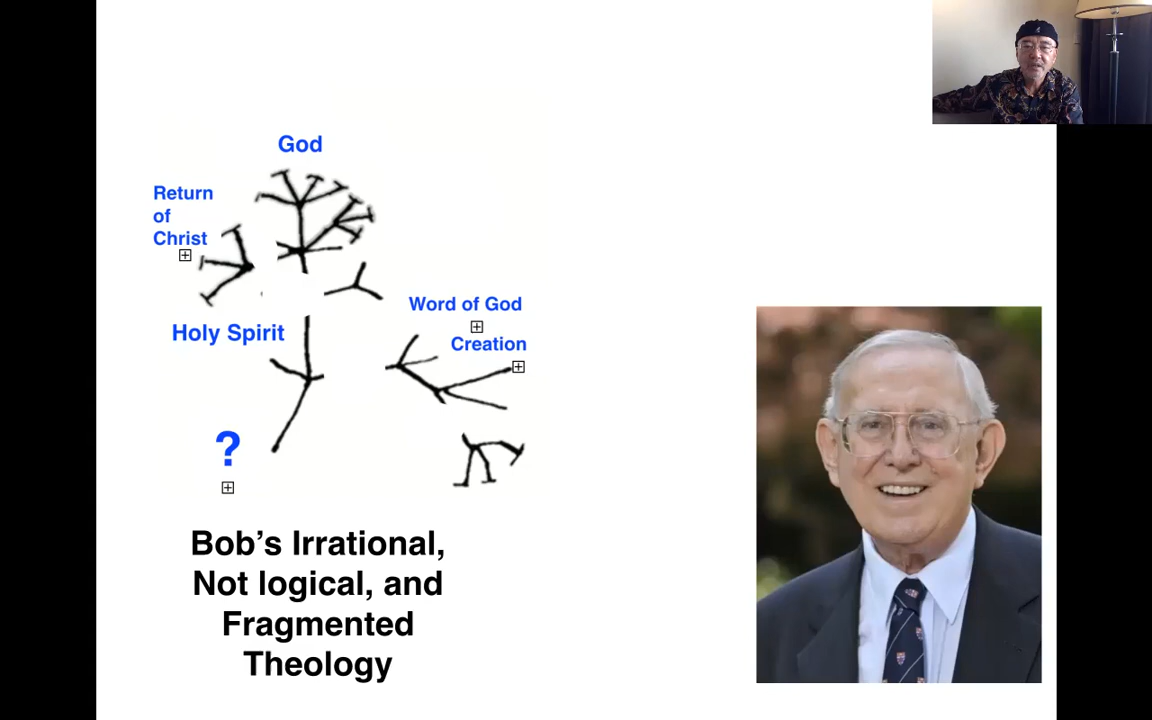 God
Return
of
Christ
Word of God
Holy Spirit
Creation
?
Bob’s Irrational,
Not logical, and
Fragmented
Theology